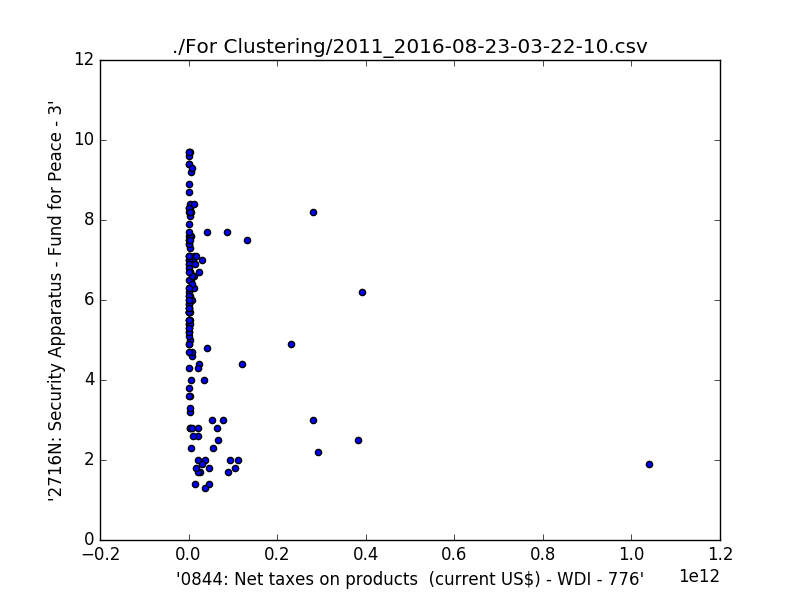 ./For Clustering/2011_2016-08-23-03-22-10.csv
12
10
8
6
4
2
0
'2716N: Security Apparatus - Fund for Peace - 3'
−0.2 0.0 0.2 0.4 0.6 0.8 1.0 1.2
1e12
'0844: Net taxes on products  (current US$) - WDI - 776'